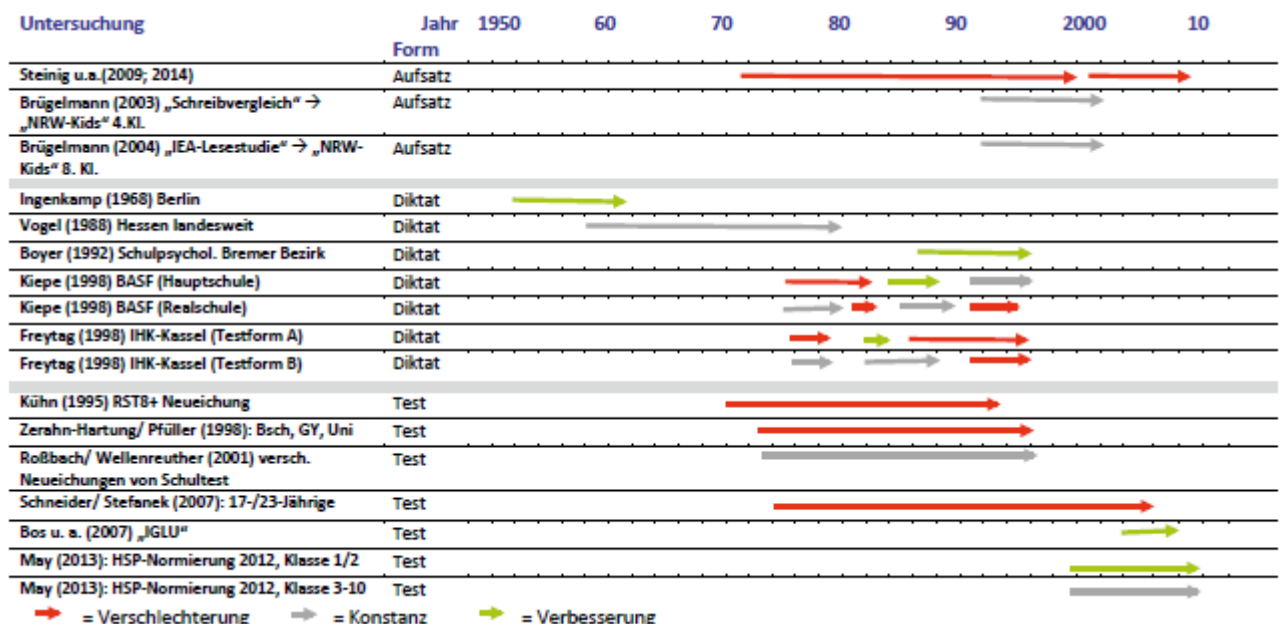 Untersuchung Jahr 1950 60 70 80 90 2000 10
Form
Steinig u.a.(2009; 2014) Aufsatz
Brügelmann (2003) „Schreibvergleich“ → Aufsatz
„NRW-Kids“ 4.Kl.
Brügelmann (2004) „IEA-Lesestudie“ → „NRW- Aufsatz
Kids“ 8. Kl.
Ingenkamp (1968) Berlin Diktat
Vogel (1988) Hessen landesweit Diktat
Boyer (1992) Schulpsychol. Bremer Bezirk Diktat
Kiepe (1998) BASF (Hauptschule) Diktat
Kiepe (1998) BASF (Realschule) Diktat
Freytag (1998) IHK-Kassel (Testform A) Diktat
Freytag (1998) IHK-Kassel (Testform B) Diktat
Kühn (1995) RST8+ Neueichung Test
Zerahn-Hartung/ Pfüller (1998): Bsch, GY, Uni Test
Roßbach/ Wellenreuther (2001) versch. Test
Neueichungen von Schultest
Schneider/ Stefanek (2007): 17-/23-Jährige Test
Bos u. a. (2007) „IGLU“ Test
May (2013): HSP-Normierung 2012, Klasse 1/2 Test
May (2013): HSP-Normierung 2012, Klasse 3-10 Test
= Verschlechterung = Konstanz = Verbesserung